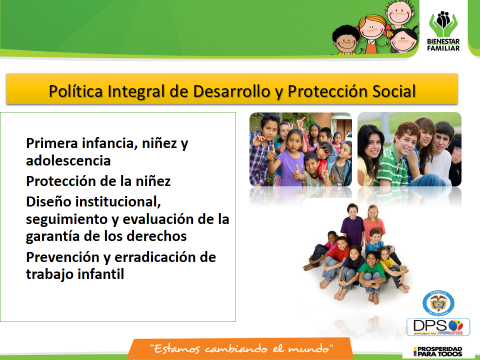 BIENESTAR
FAMILIAR
Política Integral de Desarrollo y Protección Social
Primera infancia, niñez y
adolescencia
Protección de la niñez
Diseño institucional,
seguimiento y evaluación de la
garantía de los derechos
Prevención y erradicación de
trabajo infantil
DPS
"Estamos cambiando el mundo"
PROSPERIDAD
PARA TODOS